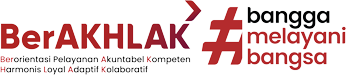 BerAKHLAK
Berorientasi Pelayanan Akuntabel Kompeten
Harmonis Loyal Adaptif Kolaboratif
#bangga
melayani
bangsa